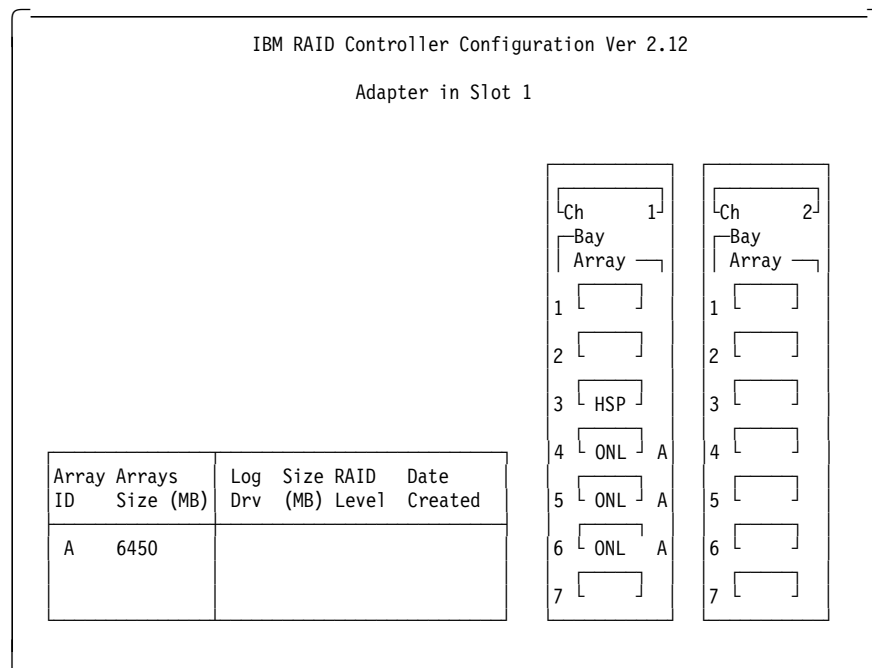 IBM RAID Controller Configuration Ver 2.12
Adapter in Slot 1
Ch 1
Bay
Array
1
2
3 HSP
4 ONL A
5 ONL A
6 ONL A
7
Ch 2
Bay
Array
1
2
3
4
5
6
7
Array Arrays Log Size RAID Date
ID Size (MB) Drv (MB) Level Created
A 6450